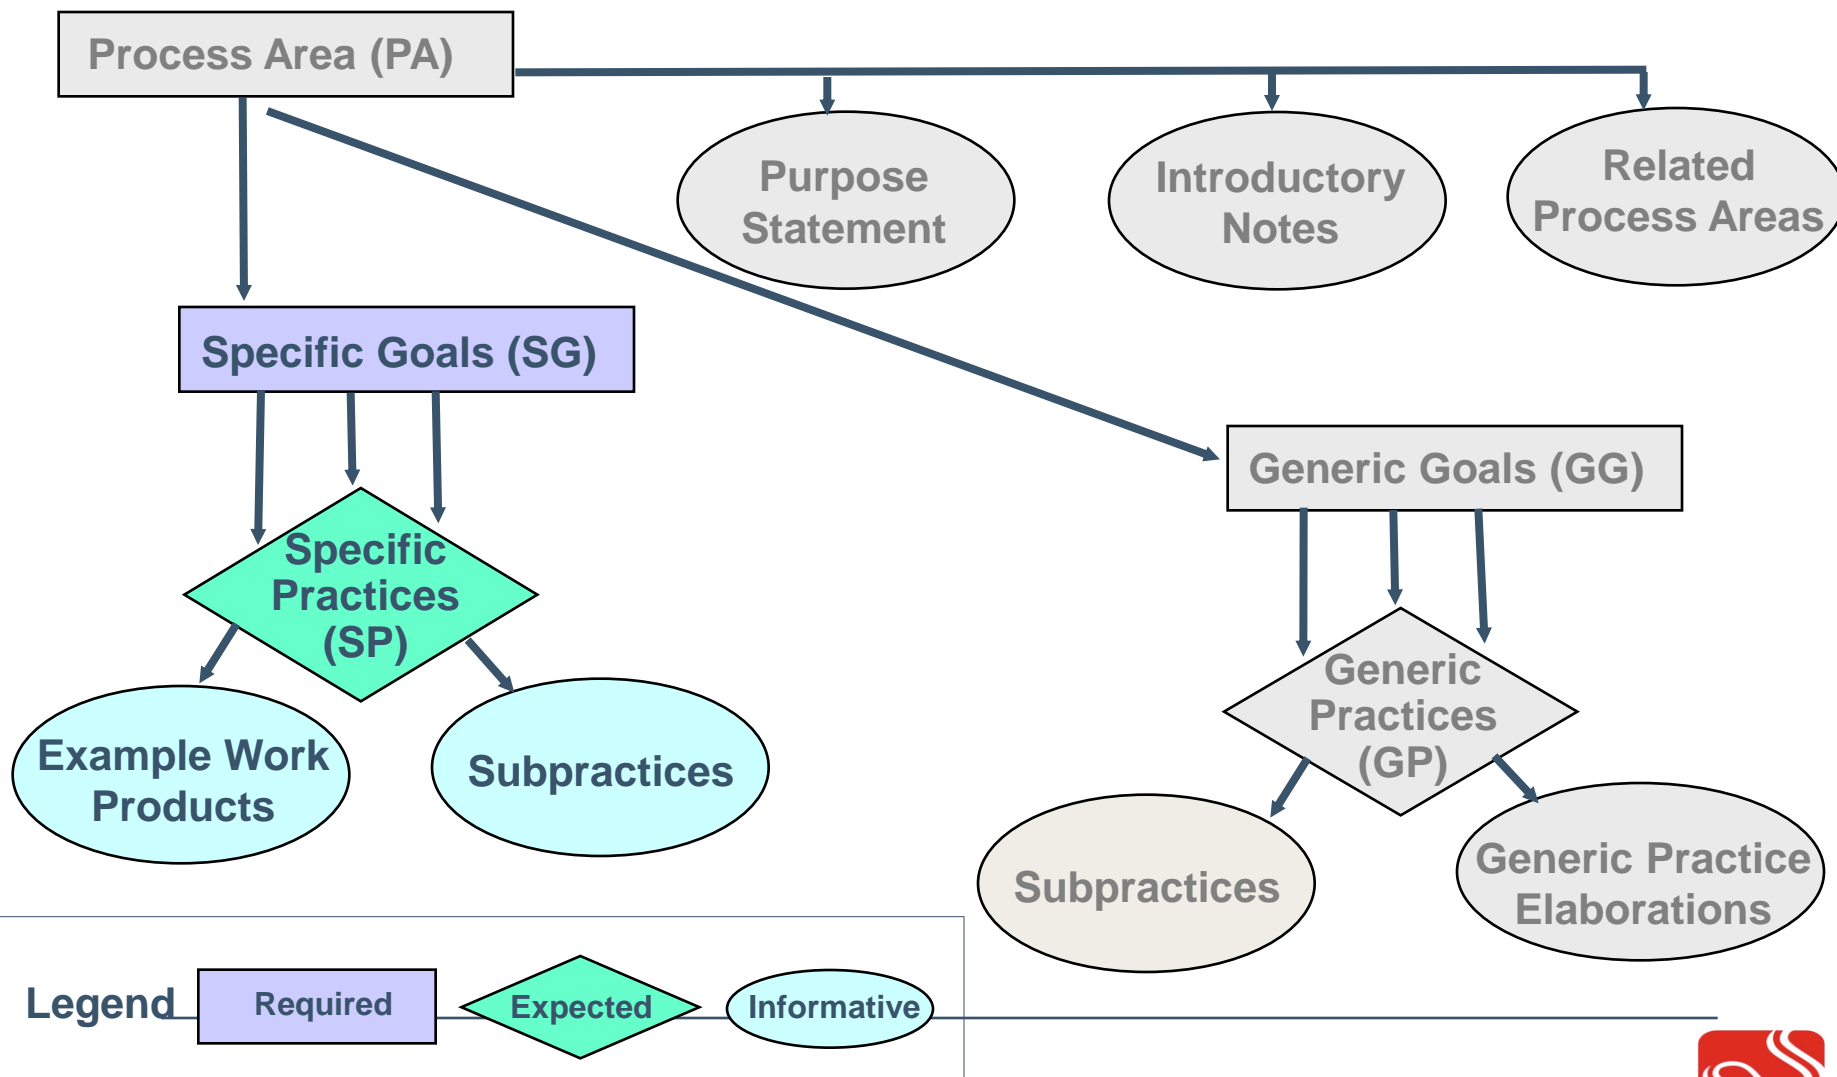 Process Area (PA)
Purpose
Statement
Introductory
Notes
Related
Process Areas
Specific Goals (SG)
Generic Goals (GG)
Specific
Practices
(SP)
Generic
Practices
(GP)
Example Work
Products
Subpractices
Subpractices
Generic Practice
Elaborations
Legend
Required
Expected
Informative